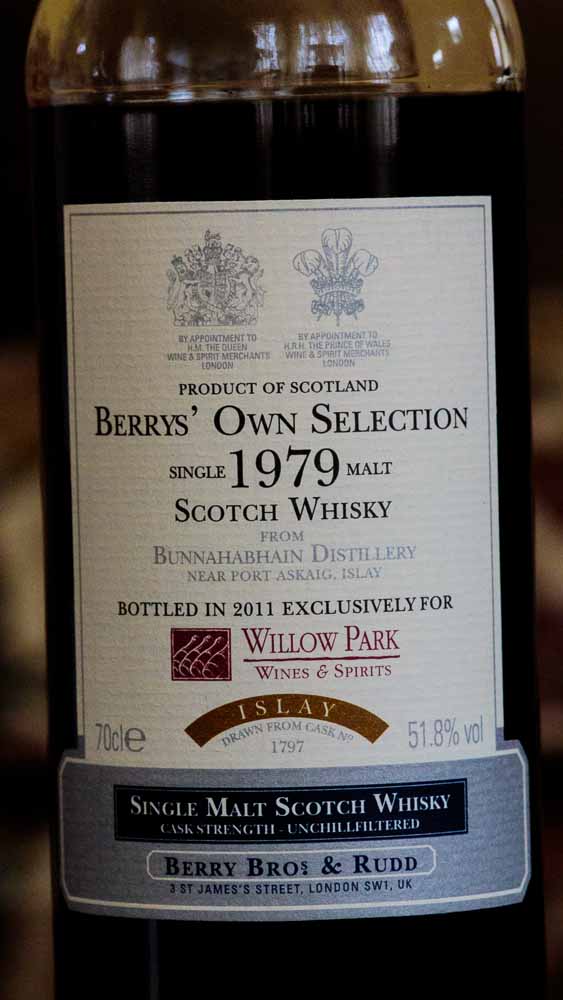 BY APPOINTMENT TO
H.M. THE QUEEN
WINE & SPIRIT MERCHANTS
LONDON
BY APPOINTMENT TO
H.R.H. THE PRINCE OF WALES
WINE & SPIRIT MERCHANTS
LONDON
PRODUCT OF SCOTLAND
BERRYS' OWN SELECTION
SINGLE 1979 MALT
SCOTCH WHISKY
FROM
BUNNAHABHAIN DISTILLERY
NEAR PORT ASKAIG, ISLAY
BOTTLED IN 2011 EXCLUSIVELY FOR
WILLOW PARK
WINES & SPIRITS
ISLAY
DRAWN FROM CASK Nº
1797
70cl e
51.8% vol
SINGLE MALT SCOTCH WHISKY
CASK STRENGTH - UNCHILLFILTERED
BERRY BROS & RUDD
3 ST JAMES'S STREET, LONDON SW1, UK